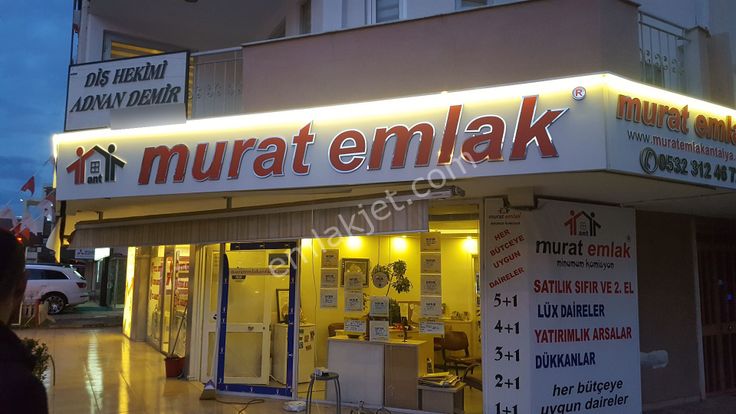 DİŞ HEKİMİ
ADNAN DEMİR
murat emlak ®
ant
murat emlak
www.muratemlakantalya.
0532 312 46 7
emlakjet.com
murat emlak
HER
BÜTÇEYE
UYGUN
DAİRELER
5+1
4+1
3+1
2+1
1+1
murat emlak
minumum komisyon
SATILIK SIFIR VE 2. EL
LÜX DAİRELER
YATIRIMLIK ARSALAR
DÜKKANLAR
her bütçeye
uygun daireler